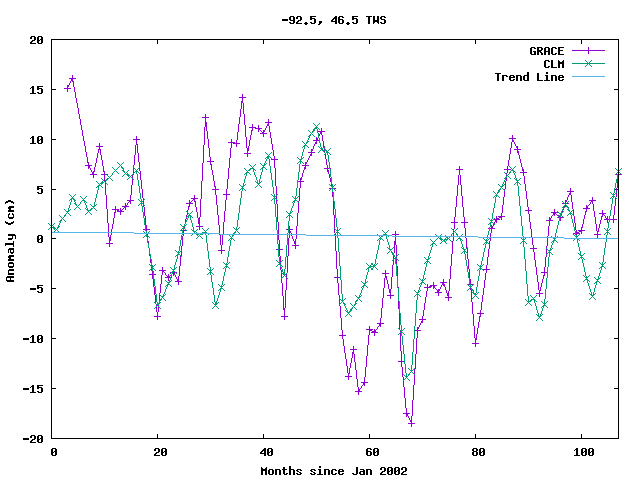 -92.5, 46.5 TWS
GRACE
CLM
Trend Line
20
15
10
5
0
-5
-10
-15
-20
Anomaly (cm)
0 20 40 60 80 100
Months since Jan 2002